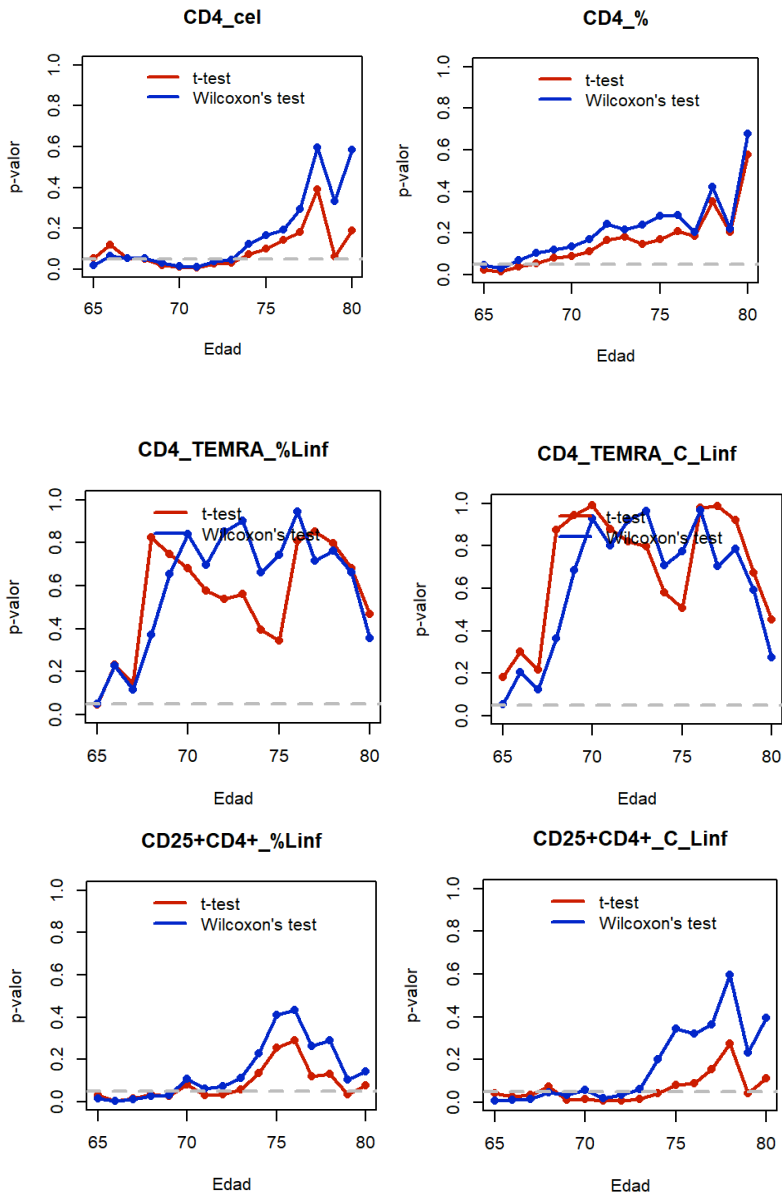 CD4_cel
p-valor
0.0 0.2 0.4 0.6 0.8 1.0
t-test
Wilcoxon's test
65 70 75 80
Edad
CD4_%
p-valor
0.0 0.2 0.4 0.6 0.8 1.0
t-test
Wilcoxon's test
65 70 75 80
Edad
CD4_TEMRA_%Linf
p-valor
0.0 0.2 0.4 0.6 0.8 1.0
t-test
Wilcoxon's test
65 70 75 80
Edad
CD4_TEMRA_C_Linf
p-valor
0.0 0.2 0.4 0.6 0.8 1.0
t-test
Wilcoxon's test
65 70 75 80
Edad
CD25+CD4+_%Linf
p-valor
0.0 0.2 0.4 0.6 0.8 1.0
t-test
Wilcoxon's test
65 70 75 80
Edad
CD25+CD4+_C_Linf
p-valor
0.0 0.2 0.4 0.6 0.8 1.0
t-test
Wilcoxon's test
65 70 75 80
Edad